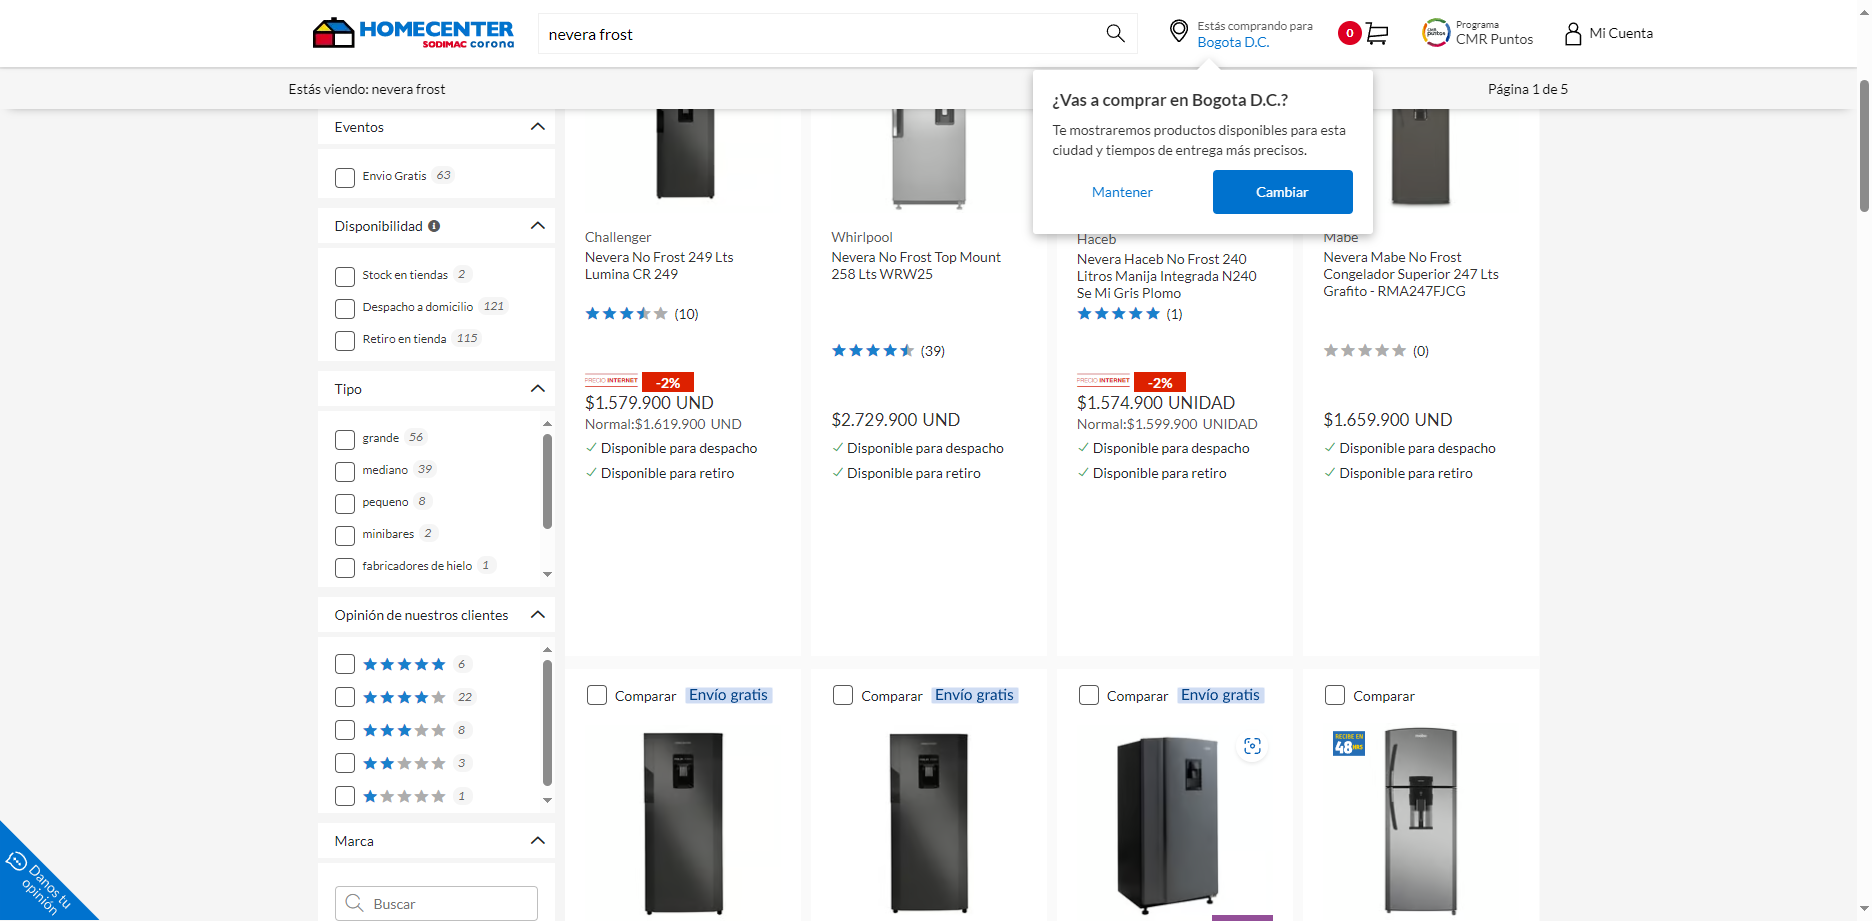 HOMECENTER
SODIMAC corona
nevera frost
Estás comprando para
Bogota D.C.
0
Programa
CMR Puntos
Mi Cuenta
Estás viendo: nevera frost
Página 1 de 5
¿Vas a comprar en Bogota D.C.?
Te mostraremos productos disponibles para esta
ciudad y tiempos de entrega más precisos.
Mantener
Cambiar
Eventos
Envio Gratis 63
Disponibilidad
Stock en tiendas 2
Despacho a domicilio 121
Retiro en tienda 115
Tipo
grande 56
mediano 39
pequeno 8
minibares 2
fabricadores de hielo 1
Opinión de nuestros clientes
6
22
8
3
1
Marca
Buscar
Danos tu
opinión
Challenger
Nevera No Frost 249 Lts
Lumina CR 249
(10)
PRECIO INTERNET -2%
$1.579.900 UND
Normal:$1.619.900 UND
Disponible para despacho
Disponible para retiro
Whirlpool
Nevera No Frost Top Mount
258 Lts WRW25
(39)
$2.729.900 UND
Disponible para despacho
Disponible para retiro
Haceb
Nevera Haceb No Frost 240
Litros Manija Integrada N240
Se Mi Gris Plomo
(1)
PRECIO INTERNET -2%
$1.574.900 UNIDAD
Normal:$1.599.900 UNIDAD
Disponible para despacho
Disponible para retiro
Mabe
Nevera Mabe No Frost
Congelador Superior 247 Lts
Grafito - RMA247FJCG
(0)
$1.659.900 UND
Disponible para despacho
Disponible para retiro
Comparar Envío gratis
Comparar Envío gratis
Comparar Envío gratis
Comparar
RECIBE EN
48 HRS